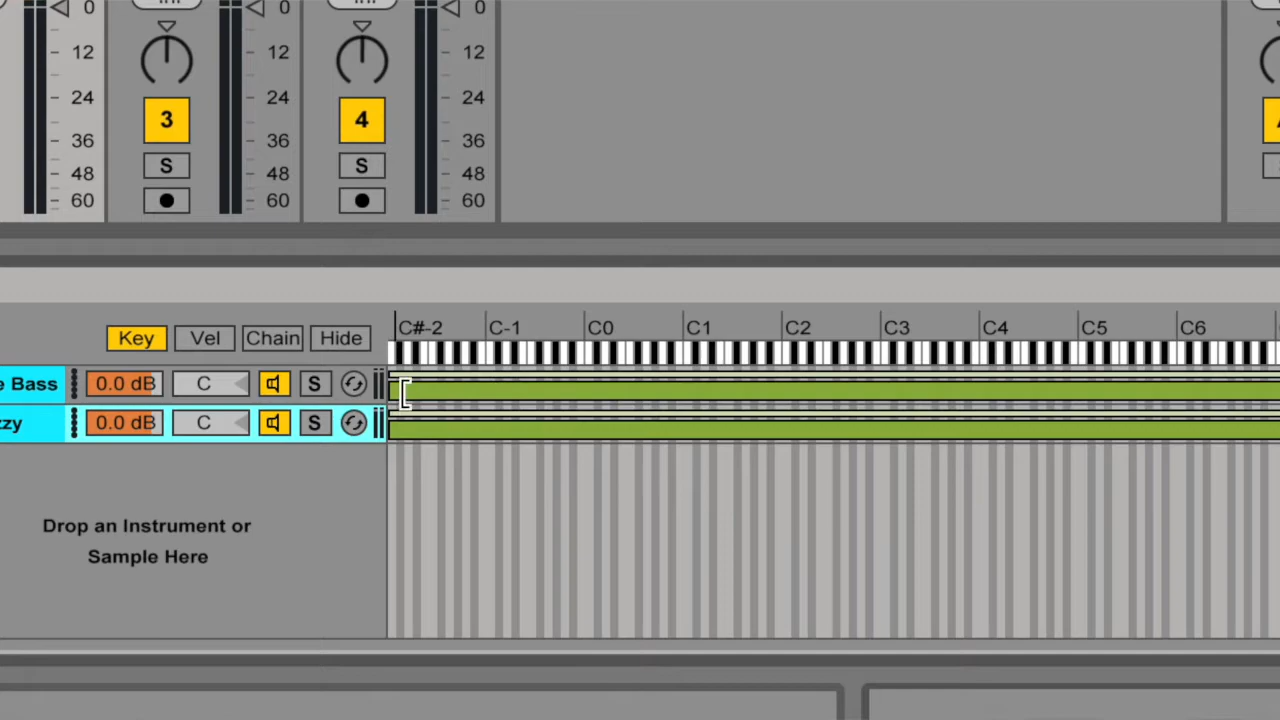 0 0 0
12 12 12
24 24 24
3 4
36 36 36
S S
48 48 48
60 60 60
Key Vel Chain Hide
C#-2 C-1 C0 C1 C2 C3 C4 C5 C6
e Bass 0.0 dB C S
zy 0.0 dB C S
Drop an Instrument or
Sample Here